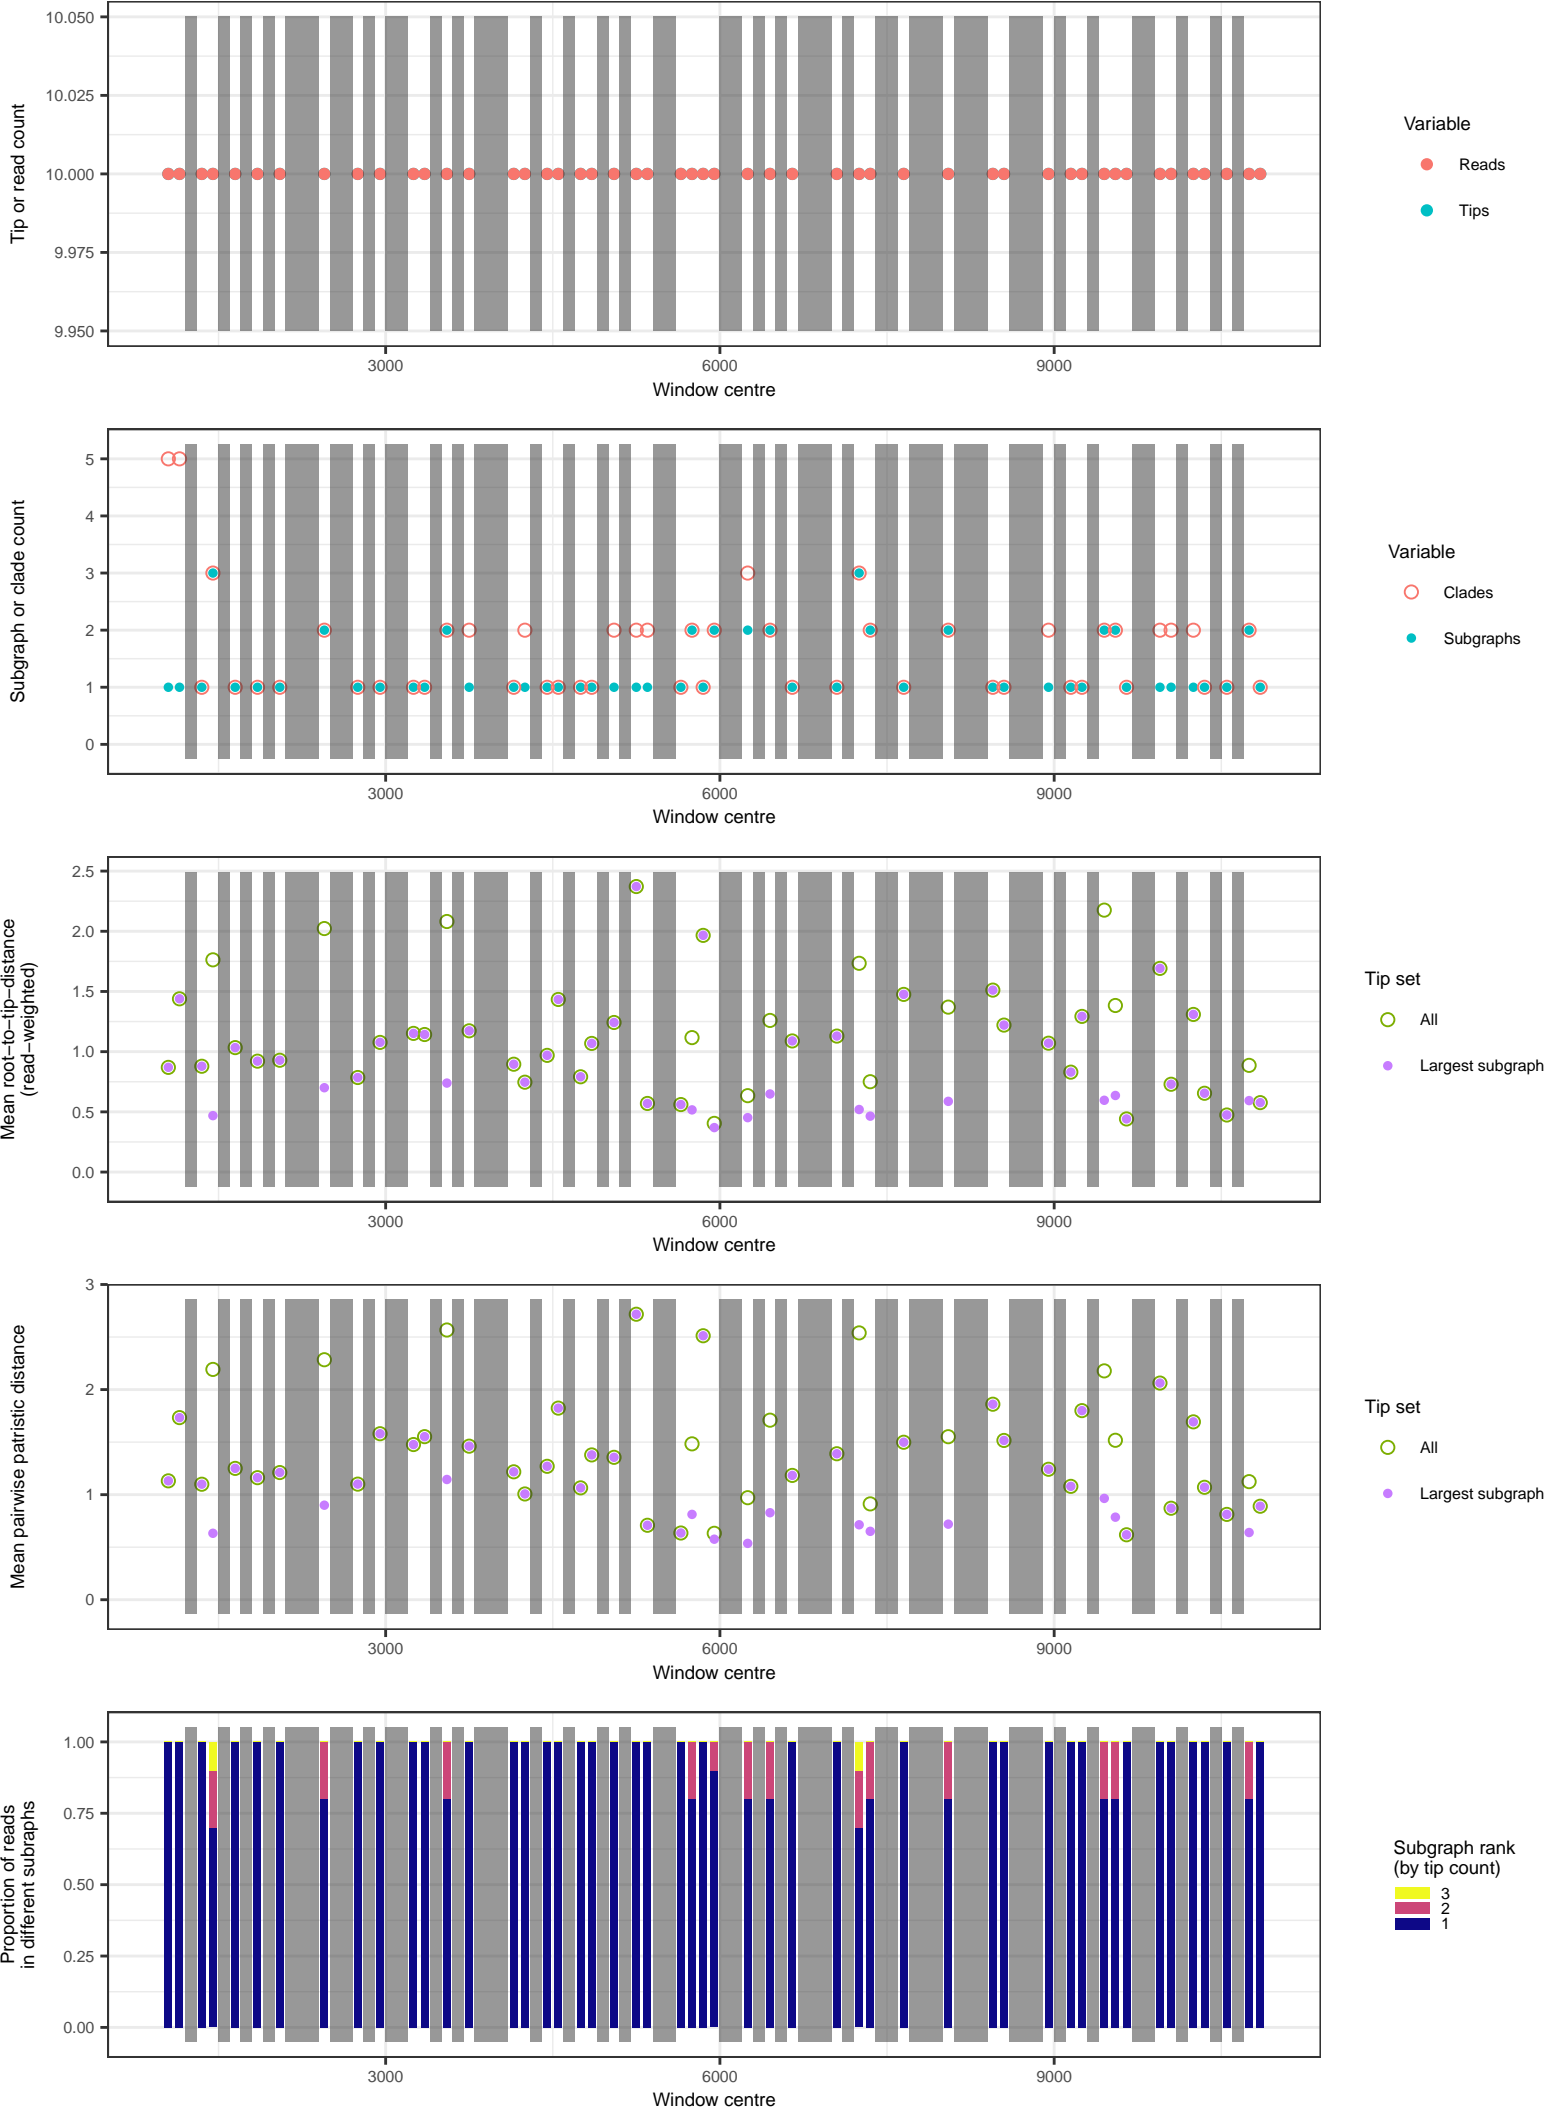 10.050
10.025
10.000
9.975
9.950
Tip or read count
3000
6000
9000
Window centre
Variable
Reads
Tips
5
4
3
2
1
0
Subgraph or clade count
3000
6000
9000
Window centre
Variable
Clades
Subgraphs
2.5
2.0
1.5
1.0
0.5
0.0
Mean root−to−tip−distance
(read−weighted)
3000
6000
9000
Window centre
Tip set
All
Largest subgraph
3
2
1
0
Mean pairwise patristic distance
3000
6000
9000
Window centre
Tip set
All
Largest subgraph
1.00
0.75
0.50
0.25
0.00
Proportion of reads
in different subraphs
3000
6000
9000
Window centre
Subgraph rank
(by tip count)
3
2
1